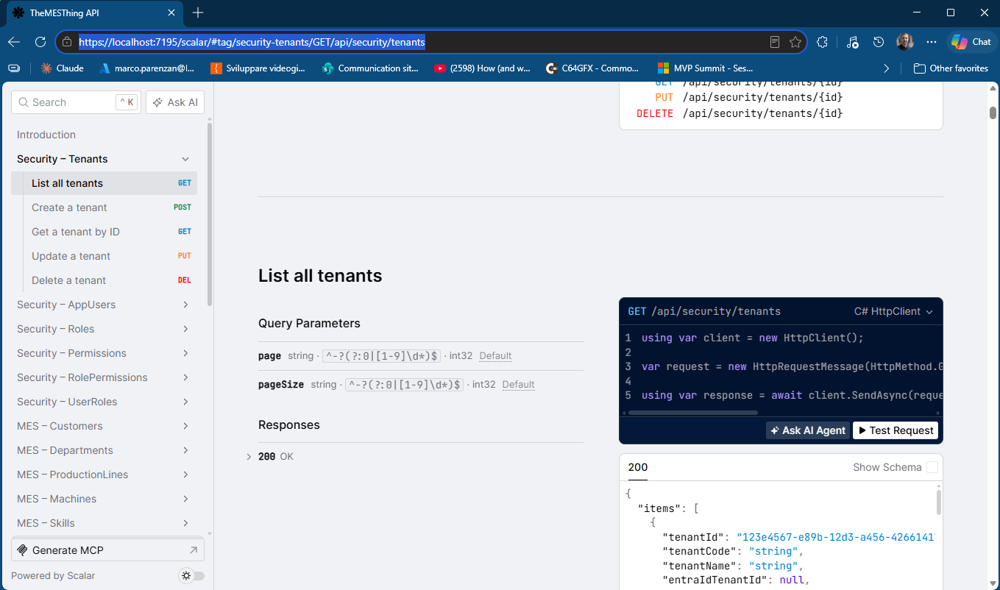 TheMESThing API
https://localhost:7195/scalar/#tag/security-tenants/GET/api/security/tenants
Chat
Claude
marco.parenzan@l...
Sviluppare videogi...
Communication sit...
(2598) How (and w...
C64GFX - Commo...
MVP Summit - Ses...
Other favorites
Search
^ K
Ask AI
Introduction
Security – Tenants
List all tenants GET
Create a tenant POST
Get a tenant by ID GET
Update a tenant PUT
Delete a tenant DEL
Security – AppUsers
Security – Roles
Security – Permissions
Security – RolePermissions
Security – UserRoles
MES – Customers
MES – Departments
MES – ProductionLines
MES – Machines
MES – Skills
Generate MCP
Powered by Scalar
GET /api/security/tenants/{id}
PUT /api/security/tenants/{id}
DELETE /api/security/tenants/{id}
List all tenants
Query Parameters
page string · ^-?(?:0|[1-9]\d*)$ · int32 Default
pageSize string · ^-?(?:0|[1-9]\d*)$ · int32 Default
Responses
200 OK
GET /api/security/tenants C# HttpClient
1 using var client = new HttpClient();
2
3 var request = new HttpRequestMessage(HttpMethod.G
4
5 using var response = await client.SendAsync(reque
Ask AI Agent
Test Request
200 Show Schema
{
"items": [
{
"tenantId": "123e4567-e89b-12d3-a456-4266141
"tenantCode": "string",
"tenantName": "string",
"entraIdTenantId": null,